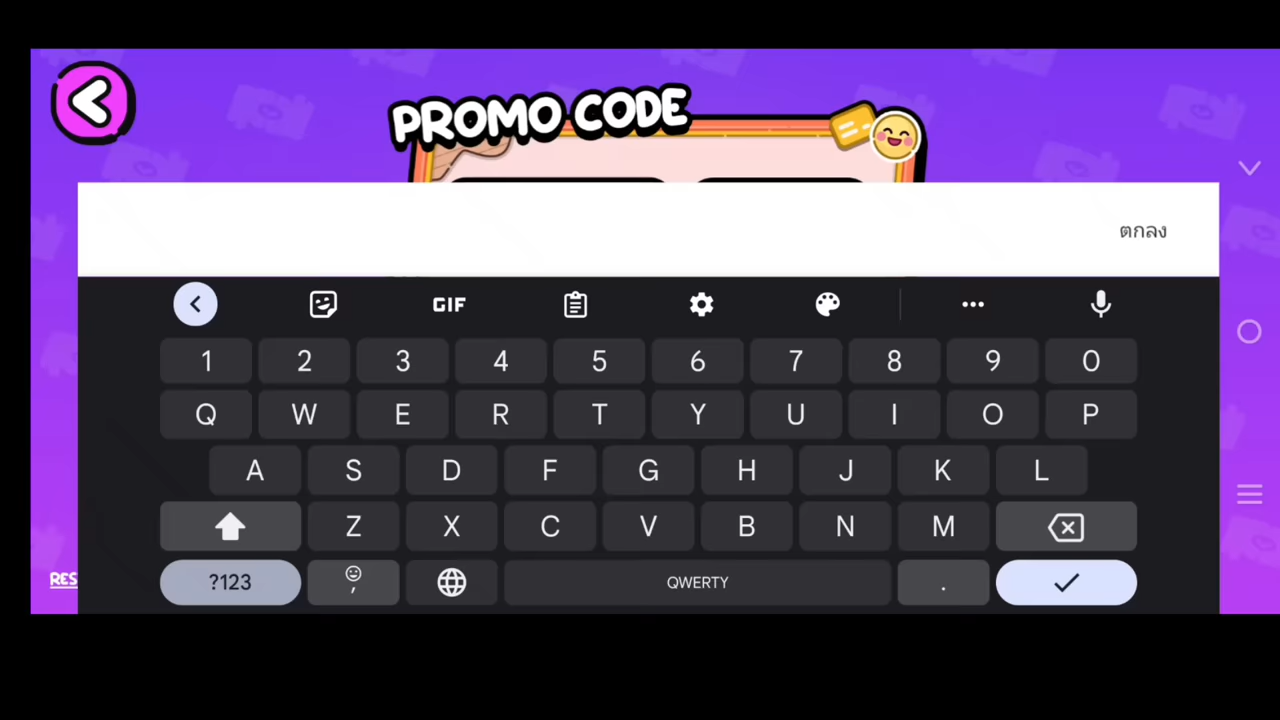 PROMO CODE
ตกลง
GIF
1 2 3 4 5 6 7 8 9 0
Q W E R T Y U I O P
A S D F G H J K L
Z X C V B N M
?123 , QWERTY .
RES